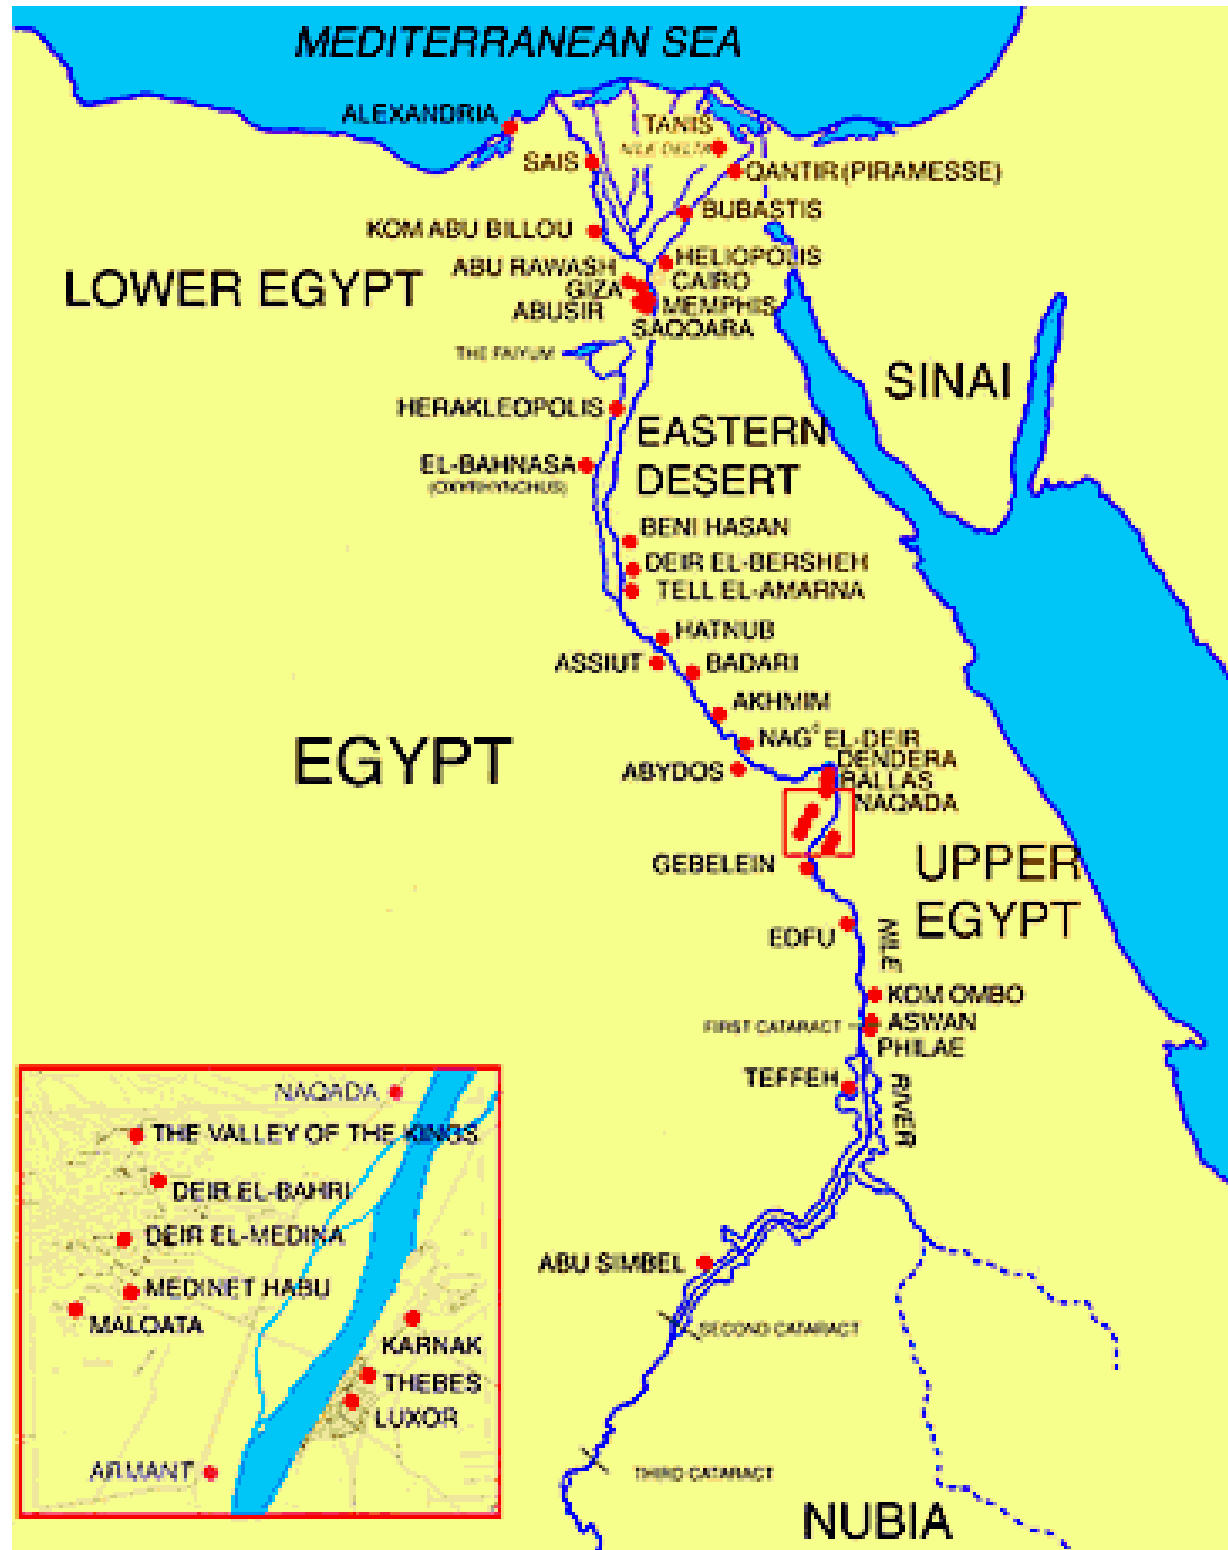 MEDITERRANEAN SEA
ALEXANDRIA
TANIS
NILE DELTA
SAIS
QANTIR (PIRAMESSE)
BUBASTIS
KOM ABU BILLOU
HELIOPOLIS
ABU RAWASH
CAIRO
LOWER EGYPT
GIZA
MEMPHIS
ABUSIR
SAQQARA
THE FAIYUM
SINAI
HERAKLEOPOLIS
EASTERN
DESERT
EL-BAHNASA
(OXYRHYNCHUS)
BENI HASAN
DEIR EL-BERSHEH
TELL EL-AMARNA
HATNUB
ASSIUT
BADARI
AKHMIM
NAG' EL-DEIR
EGYPT
DENDERA
ABYDOS
BALLAS
NAQADA
GEBELEIN
UPPER
EGYPT
EDFU
NILE
KOM OMBO
FIRST CATARACT
ASWAN
PHILAE
TEFFEH
RIVER
ABU SIMBEL
SECOND CATARACT
THIRD CATARACT
NUBIA
NAQADA
THE VALLEY OF THE KINGS
DEIR EL-BAHRI
DEIR EL-MEDINA
MEDINET HABU
MALQATA
KARNAK
THEBES
LUXOR
ARMANT